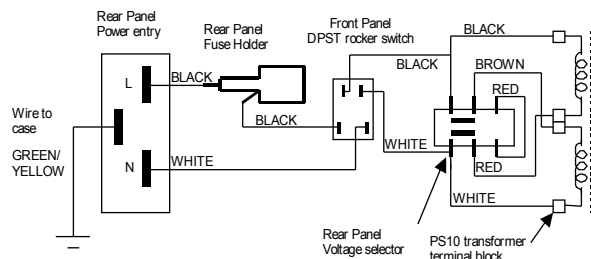 Rear Panel
Power entry
Rear Panel
Fuse Holder
Front Panel
DPST rocker switch
BLACK
BROWN
BLACK
RED
L
BLACK
Wire to
case
GREEN/
YELLOW
BLACK
WHITE
N
WHITE
RED
WHITE
Rear Panel
Voltage selector
PS10 transformer
terminal block